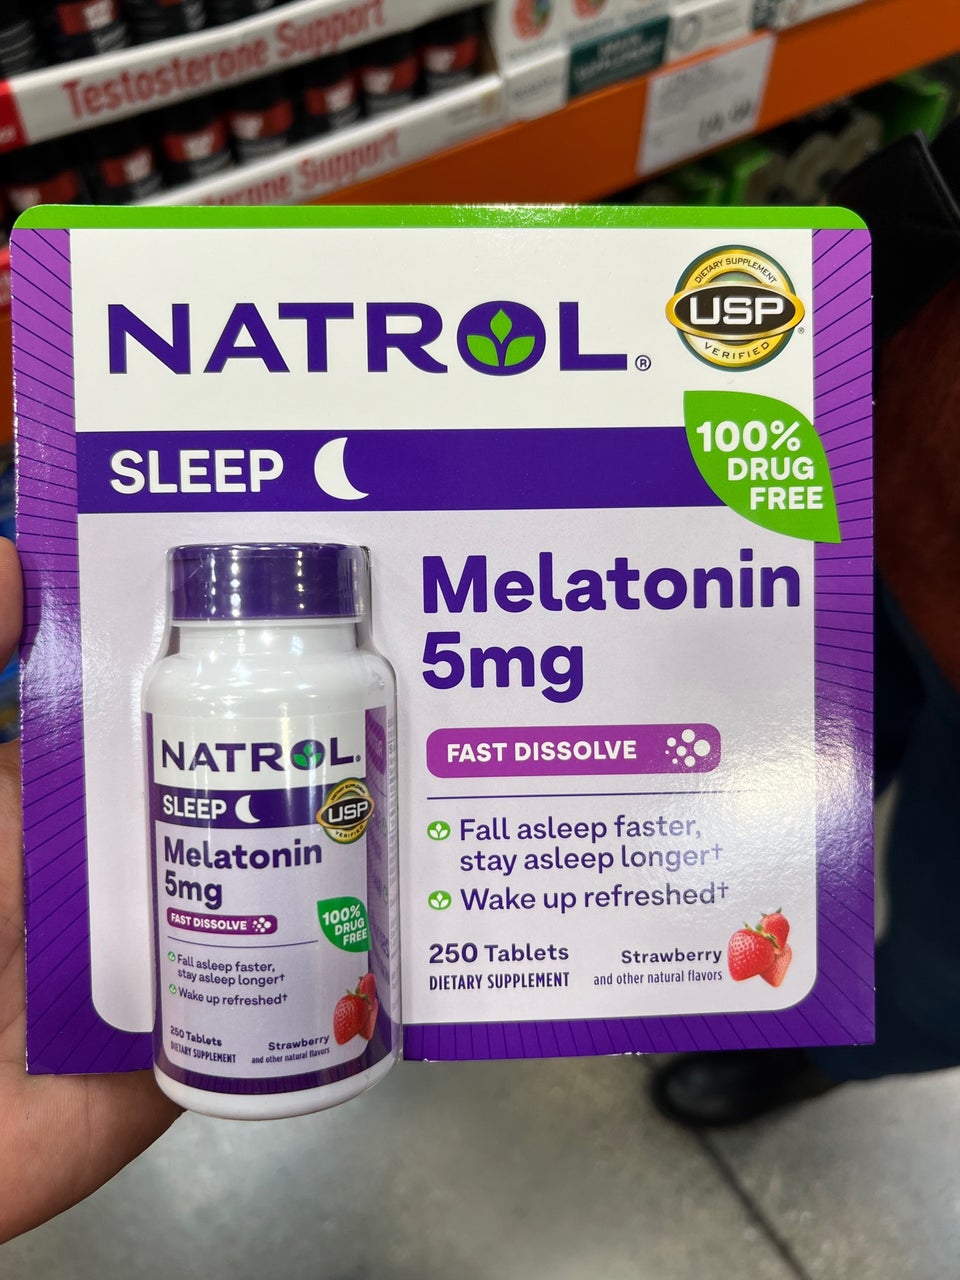 Testosterone Support
Support
NATROL®
DIETARY SUPPLEMENT
USP®
VERIFIED
SLEEP
100%
DRUG
FREE
Melatonin
5mg
FAST DISSOLVE
Fall asleep faster,
stay asleep longer†
Wake up refreshed†
250 Tablets
DIETARY SUPPLEMENT
Strawberry
and other natural flavors
NATROL®
SLEEP
USP
VERIFIED
Melatonin
5mg
FAST DISSOLVE
100%
DRUG
FREE
Fall asleep faster,
stay asleep longer†
Wake up refreshed†
250 Tablets
DIETARY SUPPLEMENT
Strawberry
and other natural flavors